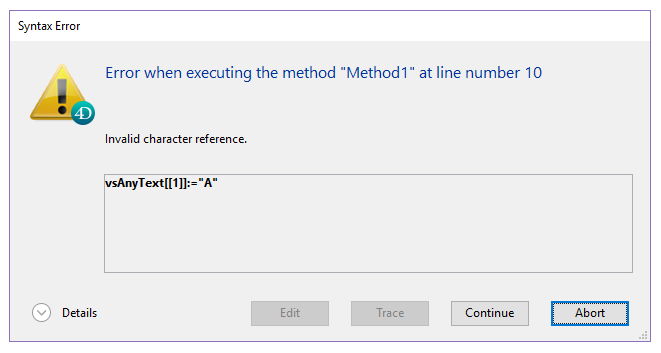 Syntax Error
Error when executing the method "Method1" at line number 10
4D
Invalid character reference.
vsAnyText[[1]]:="A"
Details
Edit
Trace
Continue
Abort